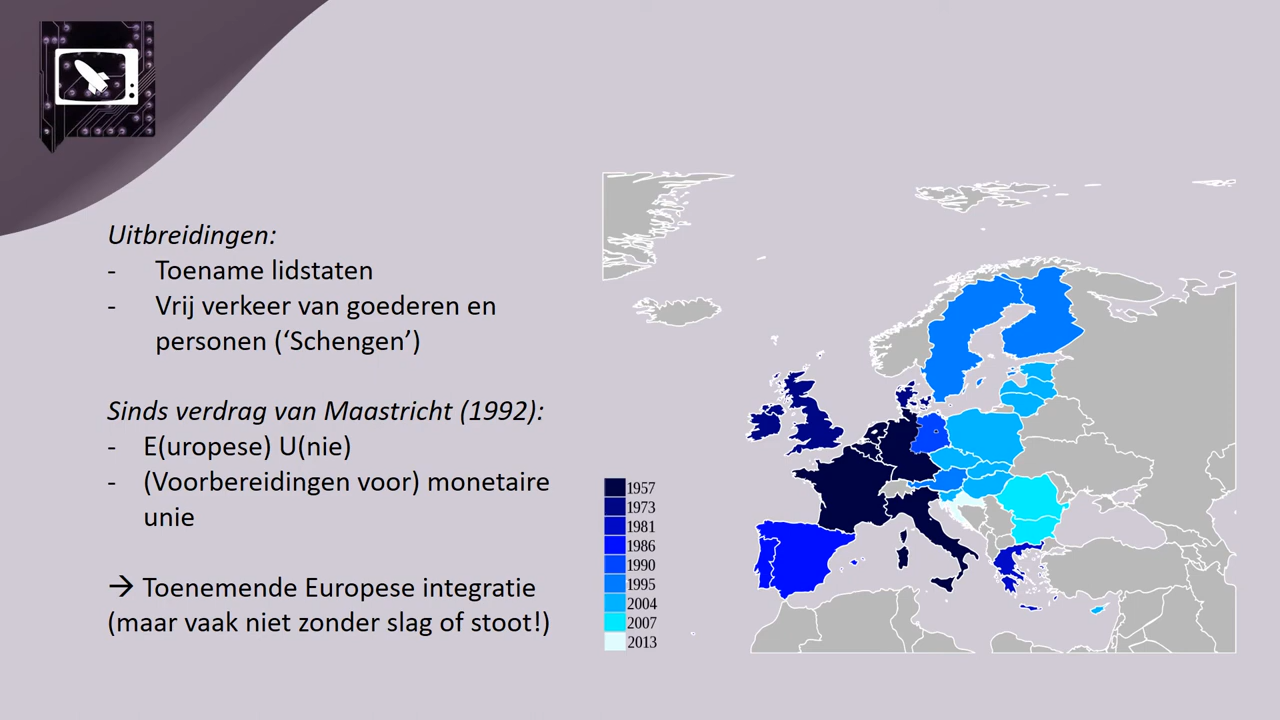 Uitbreidingen:
- Toename lidstaten
- Vrij verkeer van goederen en
personen (‘Schengen’)
Sinds verdrag van Maastricht (1992):
- E(uropese) U(nie)
- (Voorbereidingen voor) monetaire
unie
→ Toenemende Europese integratie
(maar vaak niet zonder slag of stoot!)
1957
1973
1981
1986
1990
1995
2004
2007
2013